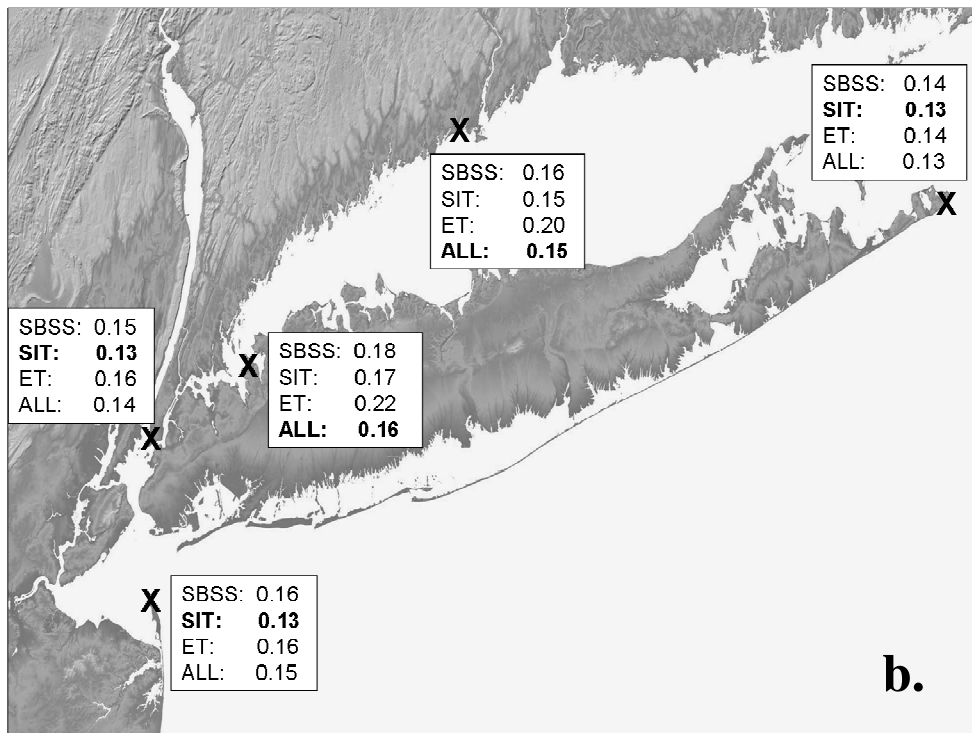 SBSS: 0.14
SIT: 0.13
ET: 0.14
ALL: 0.13
X
X
SBSS: 0.16
SIT: 0.15
ET: 0.20
ALL: 0.15
SBSS: 0.15
SIT: 0.13
ET: 0.16
ALL: 0.14
X
X
SBSS: 0.18
SIT: 0.17
ET: 0.22
ALL: 0.16
X
SBSS: 0.16
SIT: 0.13
ET: 0.16
ALL: 0.15
b.